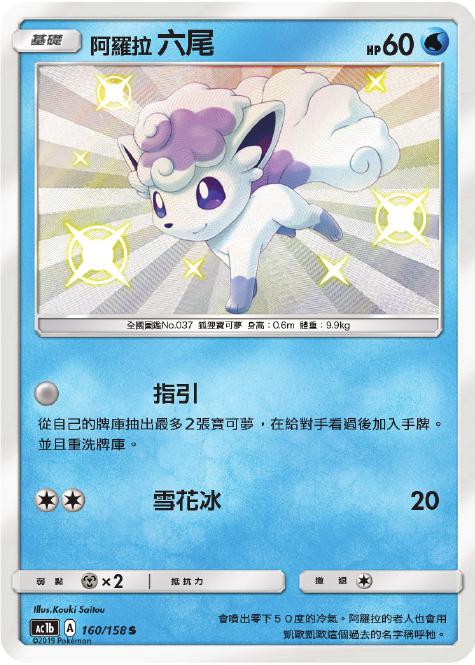 基礎 阿羅拉 六尾 HP60
全國圖鑑No.037 狐狸寶可夢 身高：0.6m 體重：9.9kg
指引
從自己的牌庫抽出最多2張寶可夢，在給對手看過後加入手牌。
並且重洗牌庫。
雪花冰 20
弱點 ×2 抵抗力 撤退
Illus.Kouki Saitou
AC1b A 160/158 S
©2019 Pokémon
會噴出零下50度的冷氣。阿羅拉的老人也會用
凱歐凱歐這個過去的名字稱呼牠。